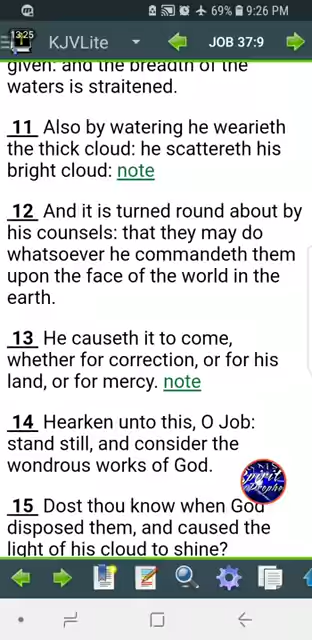 69% 9:26 PM
13:25
KJVLite
JOB 37:9
given: and the breadth of the
waters is straitened.
11 Also by watering he wearieth
the thick cloud: he scattereth his
bright cloud: note
12 And it is turned round about by
his counsels: that they may do
whatsoever he commandeth them
upon the face of the world in the
earth.
13 He causeth it to come,
whether for correction, or for his
land, or for mercy. note
14 Hearken unto this, O Job:
stand still, and consider the
wondrous works of God.
15 Dost thou know when God
disposed them, and caused the
light of his cloud to shine?